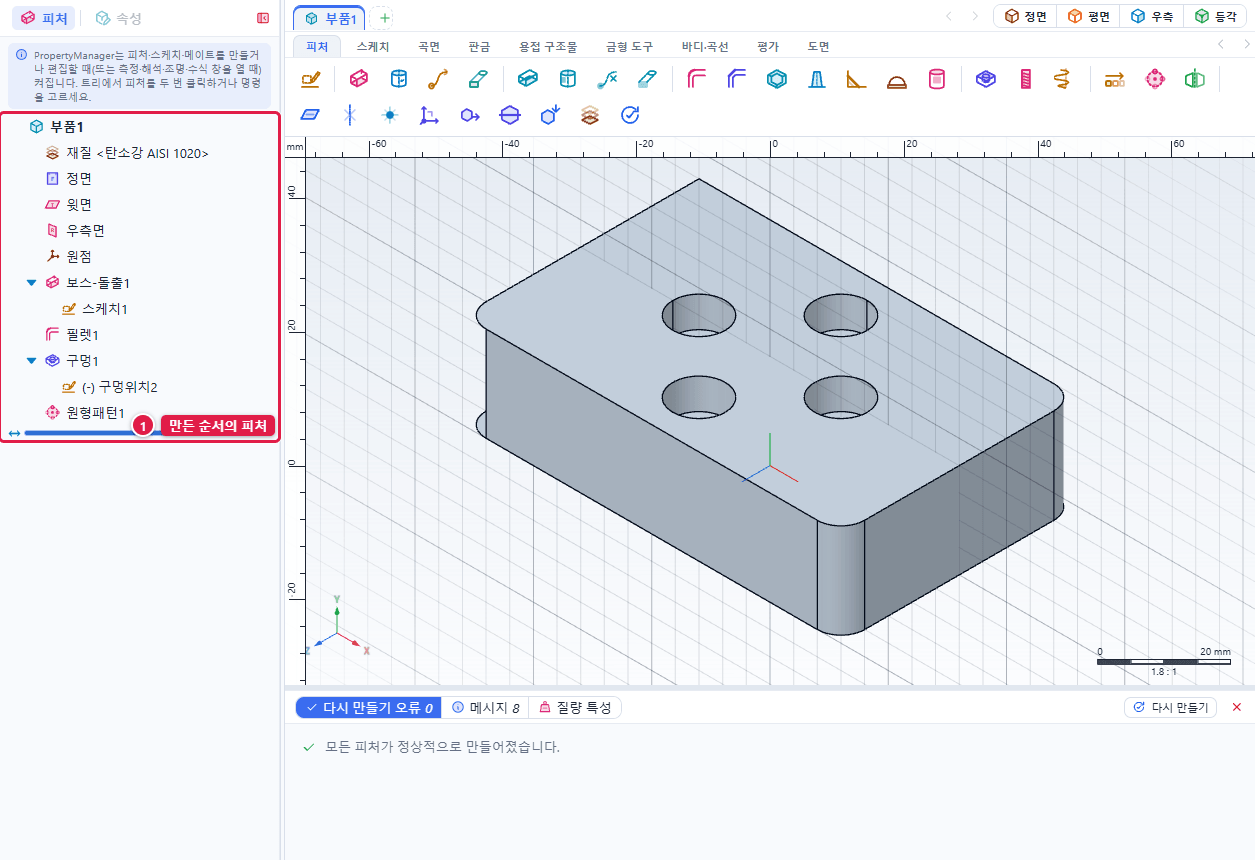 피처
속성
부품1
정면
평면
우측
등각
PropertyManager는 피처·스케치·메이트를 만들거
나 편집할 때(또는 측정·해석·조명·수식 창을 열 때)
켜집니다. 트리에서 피처를 두 번 클릭하거나 명령
을 고르세요.
피처
스케치
곡면
판금
용접 구조물
금형 도구
바디·곡선
평가
도면
부품1
재질 <탄소강 AISI 1020>
정면
윗면
우측면
원점
보스-돌출1
스케치1
필렛1
구멍1
(-) 구멍위치2
원형패턴1
1 만든 순서의 피처
mm
-60
-40
-20
0
20
40
60
40
20
0
-20
Y
Z
X
0
20 mm
1.8 : 1
다시 만들기 오류 0
메시지 8
질량 특성
다시 만들기
모든 피처가 정상적으로 만들어졌습니다.